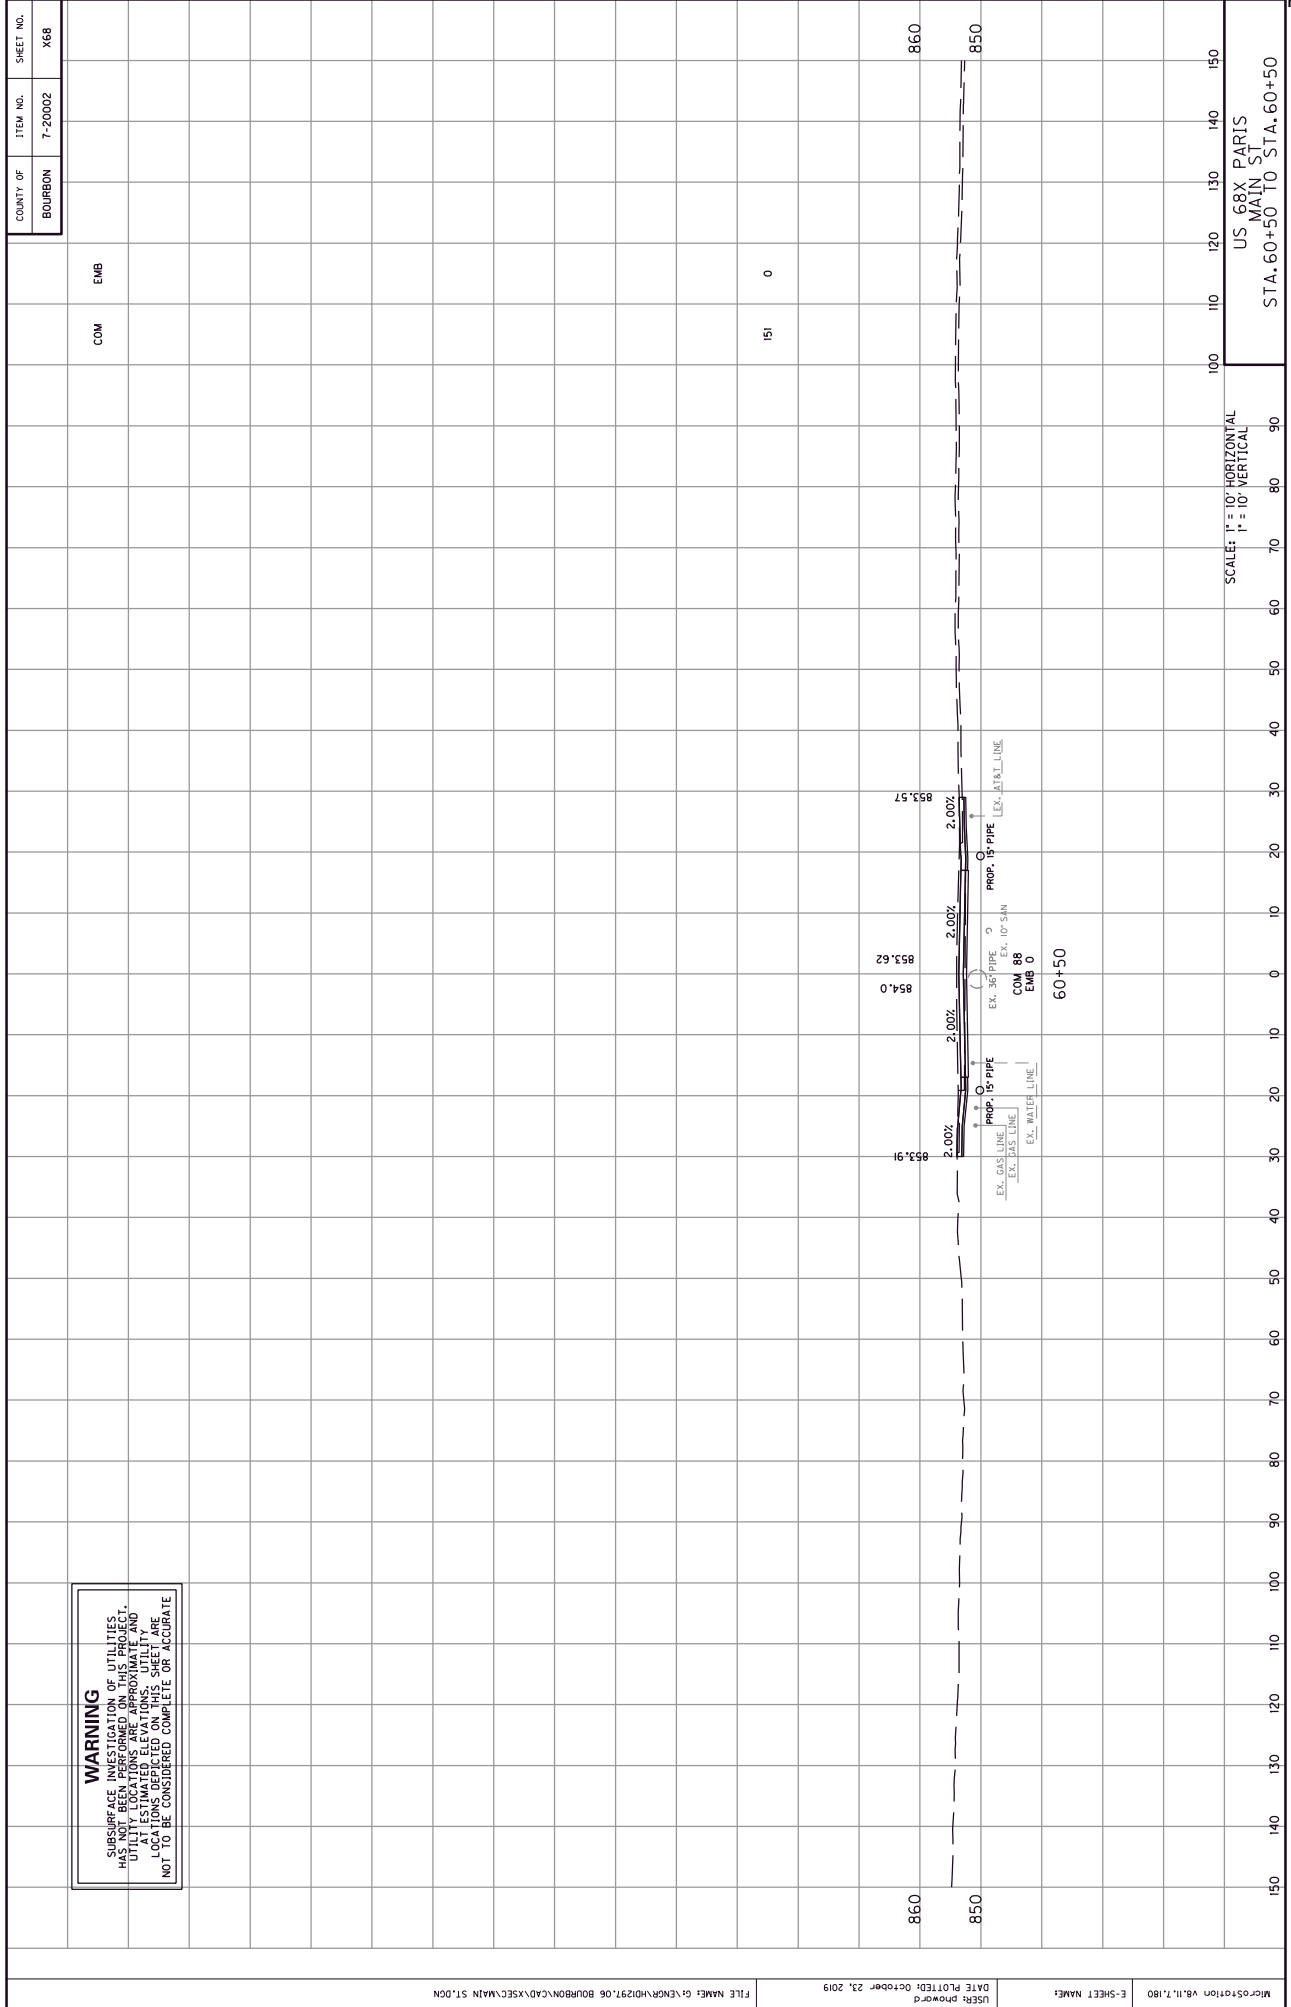 COUNTY OF ITEM NO. SHEET NO.
BOURBON 7-20002 X68
COM EMB
151 0
WARNING
SUBSURFACE INVESTIGATION OF UTILITIES
HAS NOT BEEN PERFORMED ON THIS PROJECT.
UTILITY LOCATIONS ARE APPROXIMATE AND
AT ESTIMATED ELEVATIONS. UTILITY
LOCATIONS DEPICTED ON THIS SHEET ARE
NOT TO BE CONSIDERED COMPLETE OR ACCURATE
860 860
850 850
853.91
854.0
853.62
853.57
2.00% 2.00% 2.00% 2.00%
PROP. 15" PIPE
PROP. 15" PIPE
EX. GAS LINE
EX. GAS LINE
EX. WATER LINE
EX. 36" PIPE
EX. 10" SAN
EX. AT&T LINE
COM 88
EMB 0
60+50
150 140 130 120 110 100 90 80 70 60 50 40 30 20 10 0 10 20 30 40 50 60 70 80 90 100 110 120 130 140 150
SCALE: 1" = 10' HORIZONTAL
1" = 10' VERTICAL
US 68X PARIS
MAIN ST
STA. 60+50 TO STA. 60+50
MicroStation v8.11.7.180
E-SHEET NAME:
USER: phoward
DATE PLOTTED: October 23, 2019
FILE NAME: G:\ENGR\HDI297.06 BOURBON\CAD\XSEC\MAIN ST.DGN